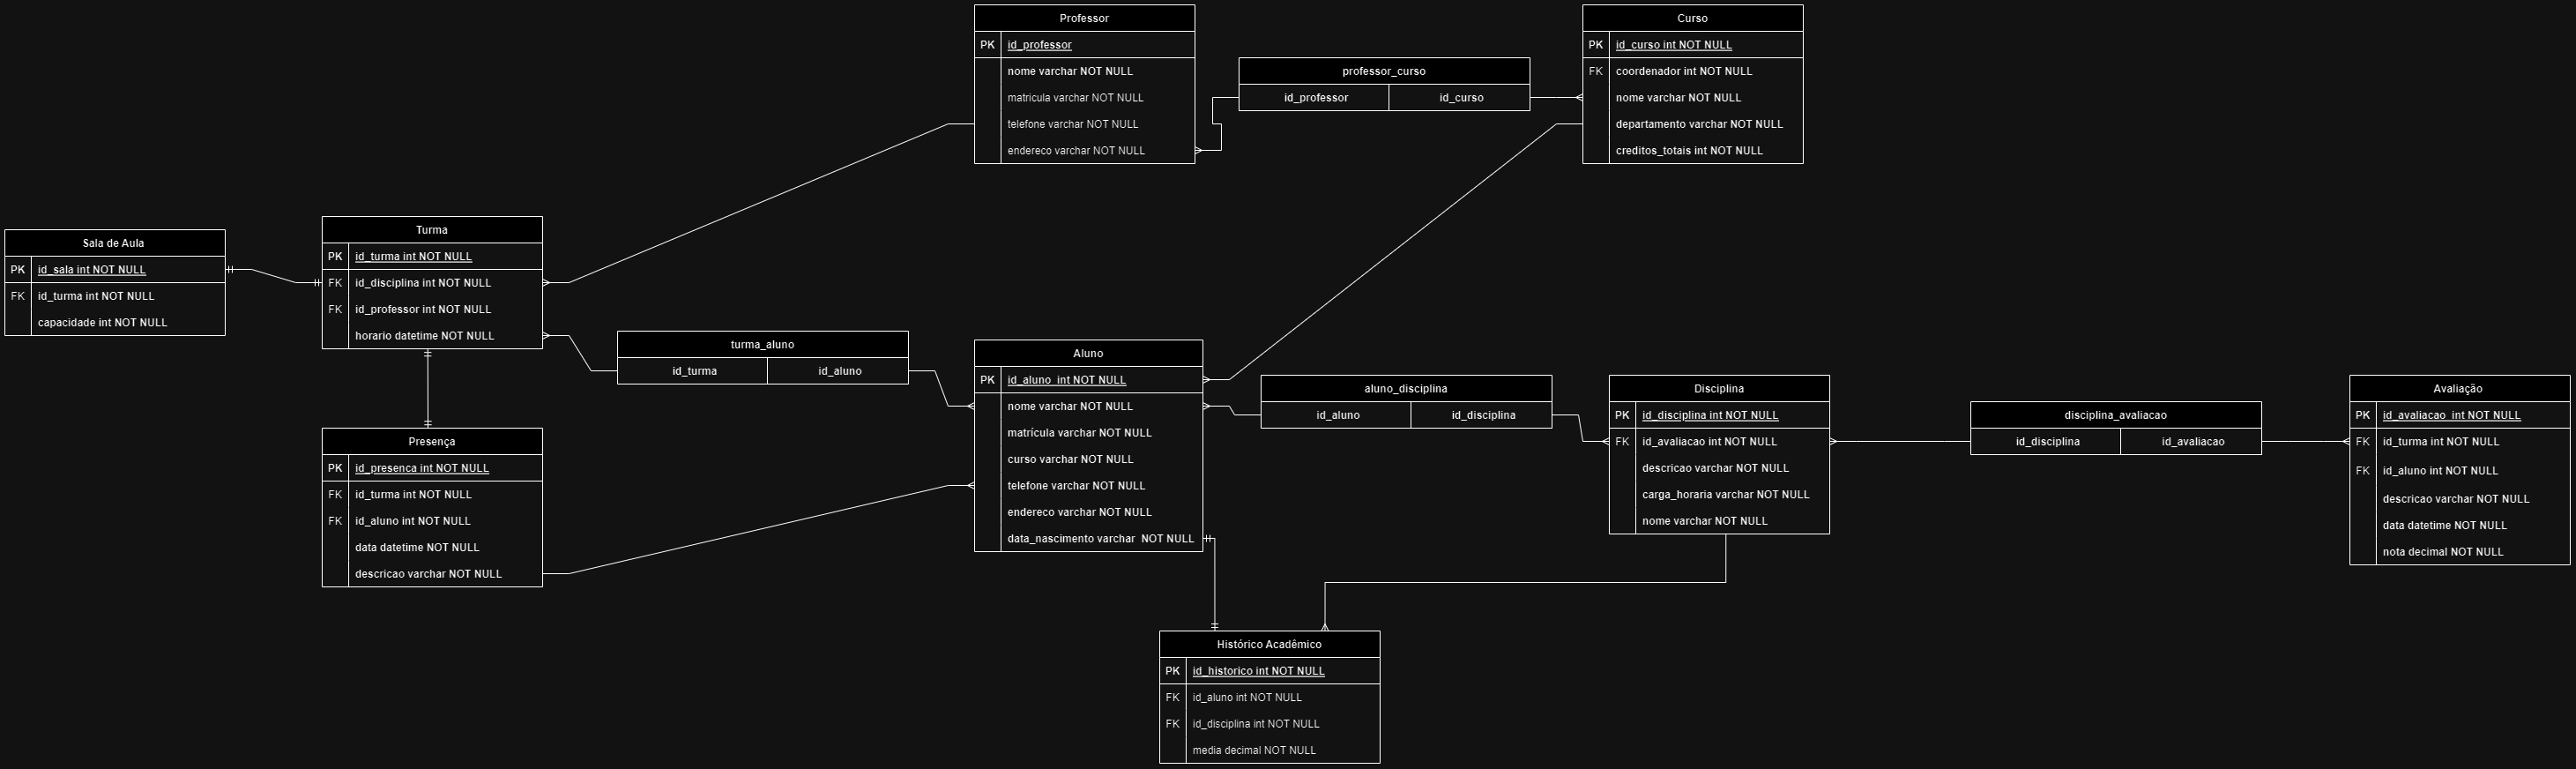 Professor
PK id_professor
nome varchar NOT NULL
matricula varchar NOT NULL
telefone varchar NOT NULL
endereco varchar NOT NULL
professor_curso
id_professor id_curso
Curso
PK id_curso int NOT NULL
FK coordenador int NOT NULL
nome varchar NOT NULL
departamento varchar NOT NULL
creditos_totais int NOT NULL
Sala de Aula
PK id_sala int NOT NULL
FK id_turma int NOT NULL
capacidade int NOT NULL
Turma
PK id_turma int NOT NULL
FK id_disciplina int NOT NULL
FK id_professor int NOT NULL
horario datetime NOT NULL
turma_aluno
id_turma id_aluno
Aluno
PK id_aluno int NOT NULL
nome varchar NOT NULL
matrícula varchar NOT NULL
curso varchar NOT NULL
telefone varchar NOT NULL
endereco varchar NOT NULL
data_nascimento varchar NOT NULL
aluno_disciplina
id_aluno id_disciplina
Disciplina
PK id_disciplina int NOT NULL
FK id_avaliacao int NOT NULL
descricao varchar NOT NULL
carga_horaria varchar NOT NULL
nome varchar NOT NULL
disciplina_avaliacao
id_disciplina id_avaliacao
Avaliação
PK id_avaliacao int NOT NULL
FK id_turma int NOT NULL
FK id_aluno int NOT NULL
descricao varchar NOT NULL
data datetime NOT NULL
nota decimal NOT NULL
Presença
PK id_presenca int NOT NULL
FK id_turma int NOT NULL
FK id_aluno int NOT NULL
data datetime NOT NULL
descricao varchar NOT NULL
Histórico Acadêmico
PK id_historico int NOT NULL
FK id_aluno int NOT NULL
FK id_disciplina int NOT NULL
media decimal NOT NULL